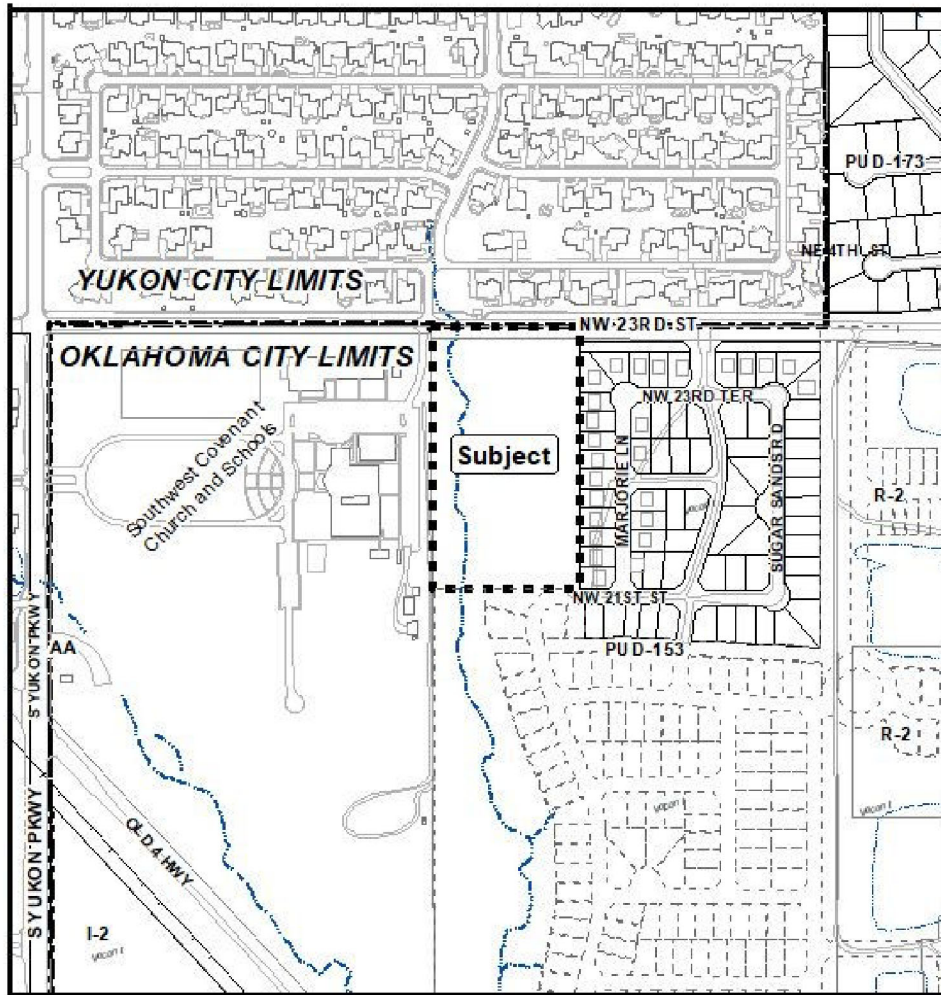 PUD-173
NE 4TH ST
YUKON CITY LIMITS
NW 23RD ST
OKLAHOMA CITY LIMITS
NW 23RD TER
Southwest Covenant
Church and Schools
Subject
MARJORIE LN
SUGAR SANDS RD
R-2
NW 21ST ST
PUD-153
AA
S YUKON PKWY
R-2
S YUKON PKWY
OLD 4 HWY
I-2